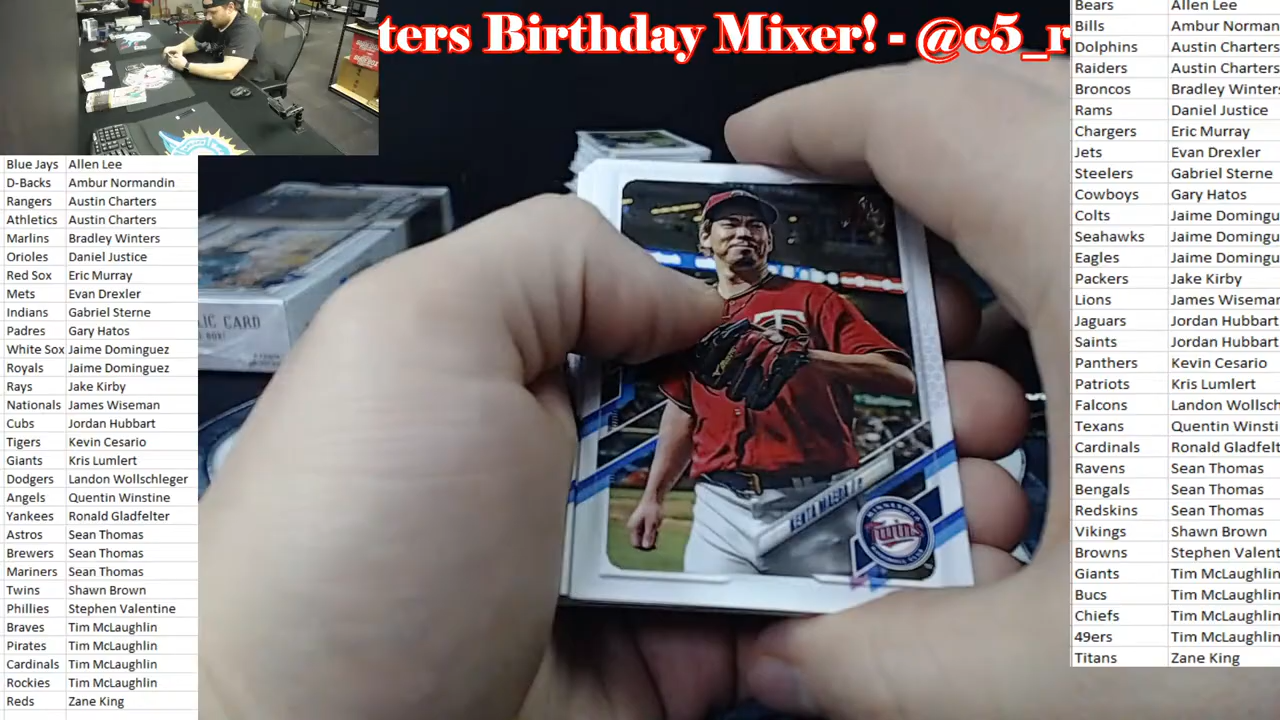 ters Birthday Mixer! - @c5_r
Blue Jays Allen Lee
D-Backs Ambur Normandin
Rangers Austin Charters
Athletics Austin Charters
Marlins Bradley Winters
Orioles Daniel Justice
Red Sox Eric Murray
Mets Evan Drexler
Indians Gabriel Sterne
Padres Gary Hatos
White Sox Jaime Dominguez
Royals Jaime Dominguez
Rays Jake Kirby
Nationals James Wiseman
Cubs Jordan Hubbart
Tigers Kevin Cesario
Giants Kris Lumlert
Dodgers Landon Wollschleger
Angels Quentin Winstine
Yankees Ronald Gladfelter
Astros Sean Thomas
Brewers Sean Thomas
Mariners Sean Thomas
Twins Shawn Brown
Phillies Stephen Valentine
Braves Tim McLaughlin
Pirates Tim McLaughlin
Cardinals Tim McLaughlin
Rockies Tim McLaughlin
Reds Zane King
CARD
T
KENTA MAEDA
Twins
Bears Allen Lee
Bills Ambur Norman
Dolphins Austin Charters
Raiders Austin Charters
Broncos Bradley Winters
Rams Daniel Justice
Chargers Eric Murray
Jets Evan Drexler
Steelers Gabriel Sterne
Cowboys Gary Hatos
Colts Jaime Domingu
Seahawks Jaime Domingu
Eagles Jaime Domingu
Packers Jake Kirby
Lions James Wiseman
Jaguars Jordan Hubbart
Saints Jordan Hubbart
Panthers Kevin Cesario
Patriots Kris Lumlert
Falcons Landon Wollsch
Texans Quentin Winsti
Cardinals Ronald Gladfelt
Ravens Sean Thomas
Bengals Sean Thomas
Redskins Sean Thomas
Vikings Shawn Brown
Browns Stephen Valent
Giants Tim McLaughlin
Bucs Tim McLaughlin
Chiefs Tim McLaughlin
49ers Tim McLaughlin
Titans Zane King